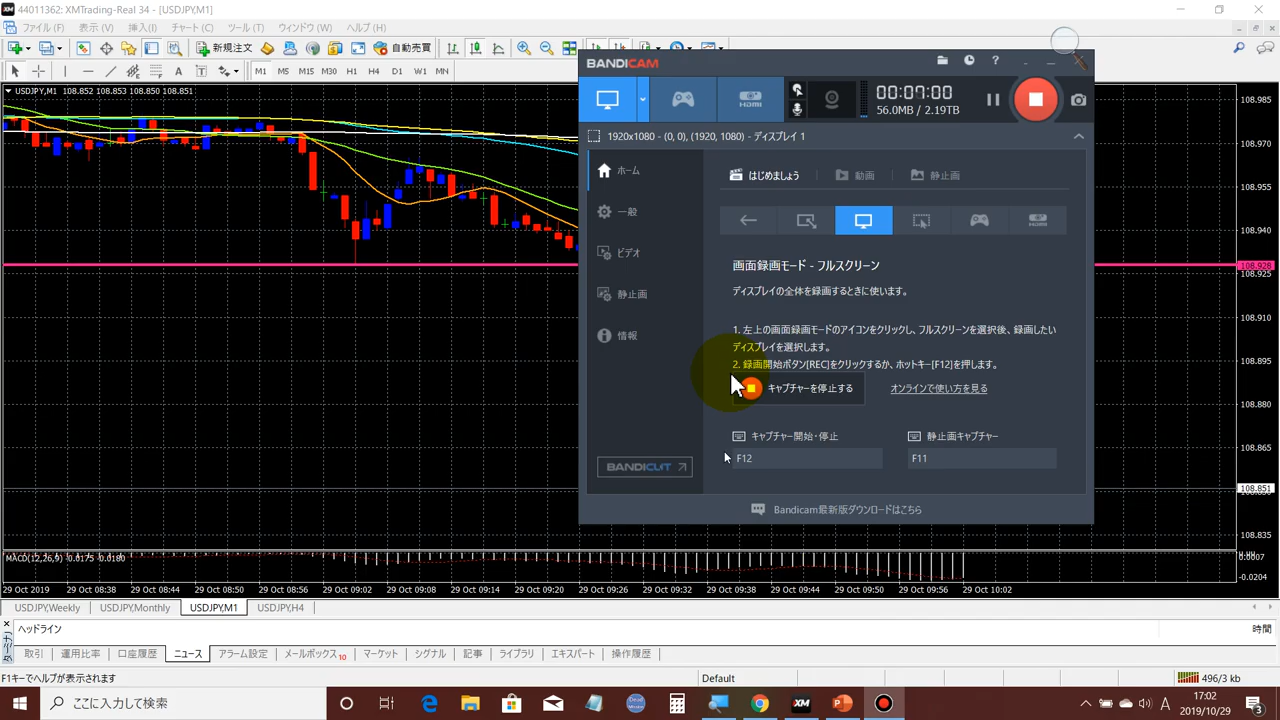 44011362: XMTrading-Real 34 - [USDJPY,M1]
ファイル (F) 表示 (V) 挿入(I) チャート (C) ツール (T) ウィンドウ (W) ヘルプ (H)
新規注文 自動売買
A T M1 M5 M15 M30 H1 H4 D1 W1 MN
USDJPY,M1 108.852 108.853 108.850 108.851
BANDICAM
HDMI
00:07:00
56.0MB / 2.19TB
1920x1080 - (0, 0), (1920, 1080) - ディスプレイ 1
ホーム
一般
ビデオ
静止画
情報
BANDICUT
はじめましょう 動画 静止画
HDMI
画面録画モード - フルスクリーン
ディスプレイの全体を録画するときに使います。
1. 左上の画面録画モードのアイコンをクリックし、フルスクリーンを選択後、録画したい
ディスプレイを選択します。
2. 録画開始ボタン[REC]をクリックするか、ホットキー[F12]を押します。
キャプチャーを停止する オンラインで使い方を見る
キャプチャー開始・停止 静止画キャプチャー
F12 F11
Bandicam最新版ダウンロードはこちら
108.985
108.970
108.955
108.940
108.928
108.925
108.910
108.895
108.880
108.865
108.851
108.835
MACD(12,26,9) -0.0175 -0.0180
0.0007
-0.0204
29 Oct 2019 29 Oct 08:38 29 Oct 08:44 29 Oct 08:50 29 Oct 08:56 29 Oct 09:02 29 Oct 09:08 29 Oct 09:14 29 Oct 09:20 29 Oct 09:26 29 Oct 09:32 29 Oct 09:38 29 Oct 09:44 29 Oct 09:50 29 Oct 09:56 29 Oct 10:02
USDJPY,Weekly USDJPY,Monthly USDJPY,M1 USDJPY,H4
ヘッドライン 時間
取引 運用比率 口座履歴 ニュース アラーム設定 メールボックス 10 マーケット シグナル 記事 ライブラリ エキスパート 操作履歴
F1キーでヘルプが表示されます Default 496/3 kb
ここに入力して検索
XM
A 17:02
2019/10/29
3